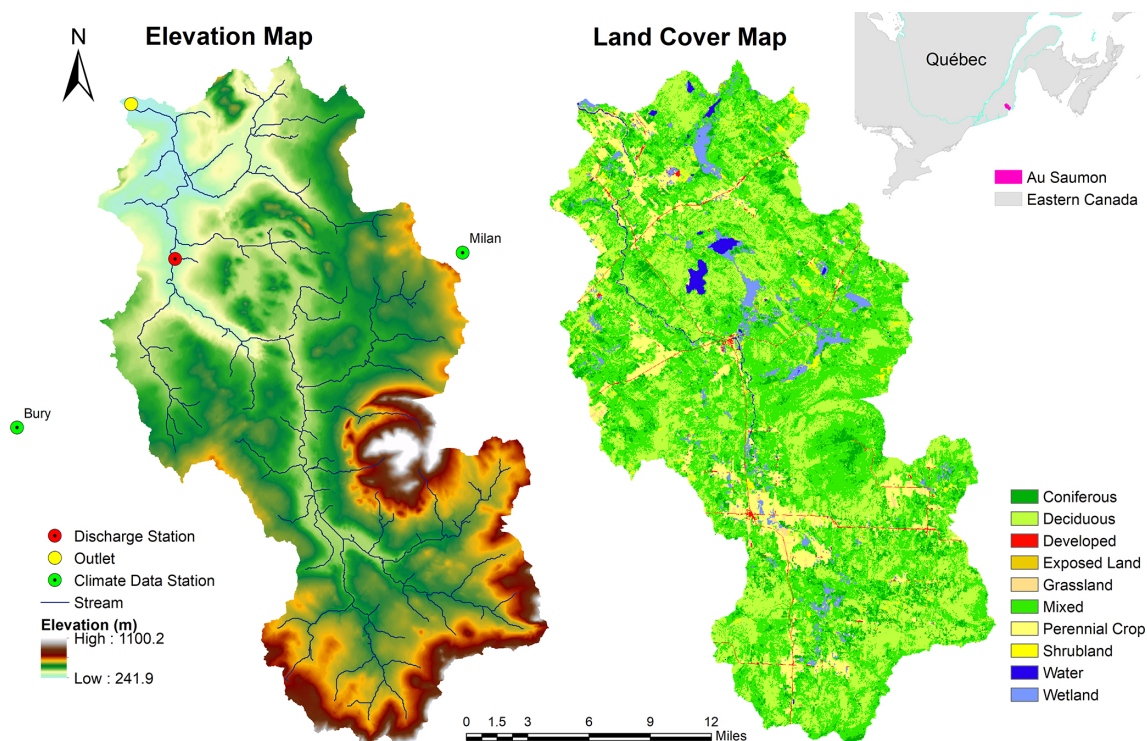 N
Elevation Map
Land Cover Map
Québec
Au Saumon
Eastern Canada
Milan
Bury
Discharge Station
Outlet
Climate Data Station
Stream
Elevation (m)
High : 1100.2
Low : 241.9
Coniferous
Deciduous
Developed
Exposed Land
Grassland
Mixed
Perennial Crop
Shrubland
Water
Wetland
0 1.5 3 6 9 12
Miles